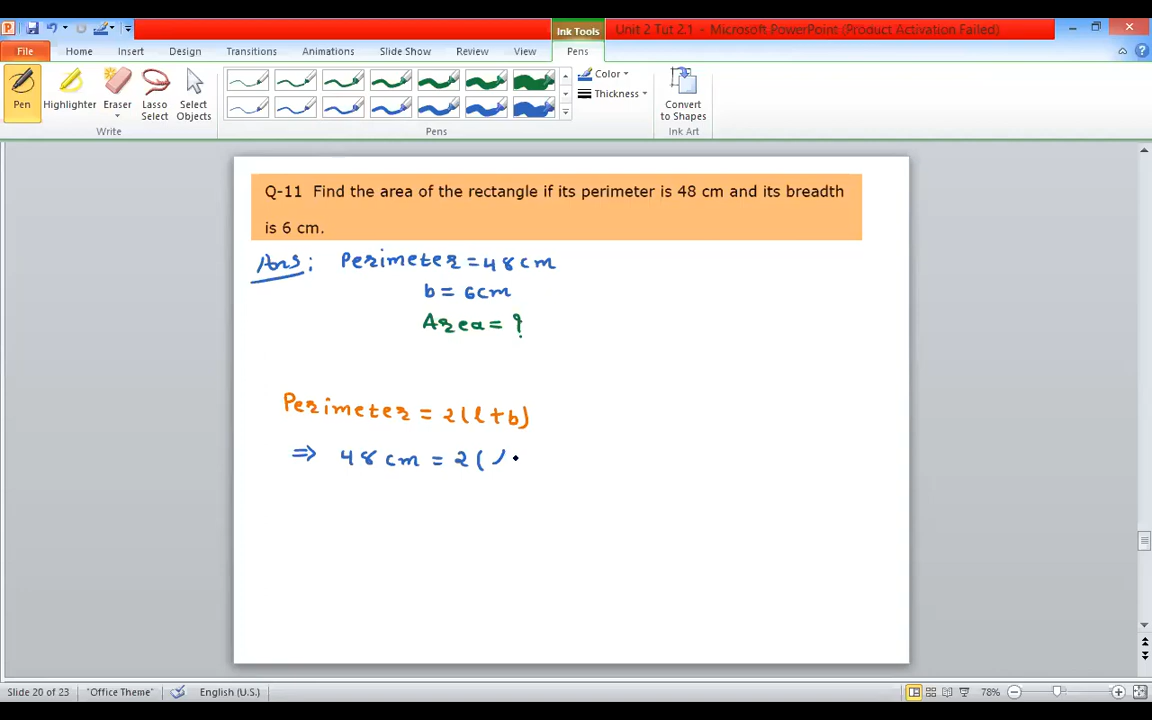 Ink Tools
Unit 2 Tut 2.1 - Microsoft PowerPoint (Product Activation Failed)
File Home Insert Design Transitions Animations Slide Show Review View Pens
Pen Highlighter Eraser Lasso Select Select Objects
Color
Thickness
Convert to Shapes
Write Pens Ink Art
Q-11 Find the area of the rectangle if its perimeter is 48 cm and its breadth
is 6 cm.
Ans: Perimeter = 48cm
b = 6cm
Area = ?
Perimeter = 2(l+b)
⇒ 48 cm = 2(
Slide 20 of 23 "Office Theme" English (U.S.) 78%